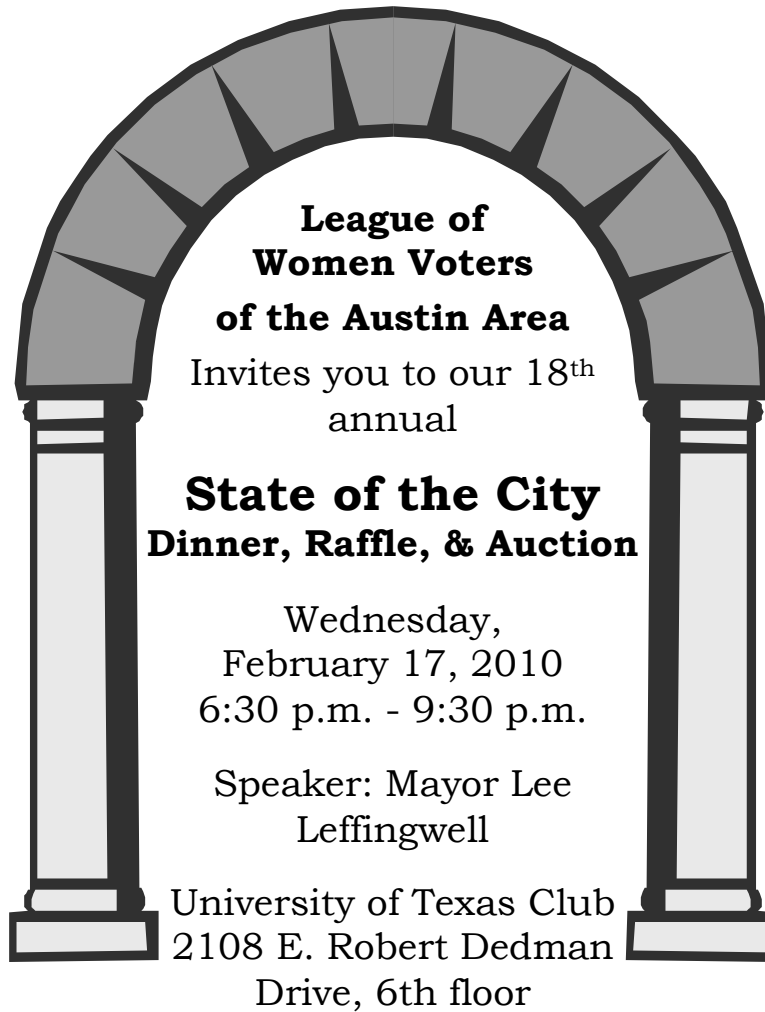 League of
Women Voters
of the Austin Area
Invites you to our 18th
annual
State of the City
Dinner, Raffle, & Auction
Wednesday,
February 17, 2010
6:30 p.m. - 9:30 p.m.
Speaker: Mayor Lee
Leffingwell
University of Texas Club
2108 E. Robert Dedman
Drive, 6th floor